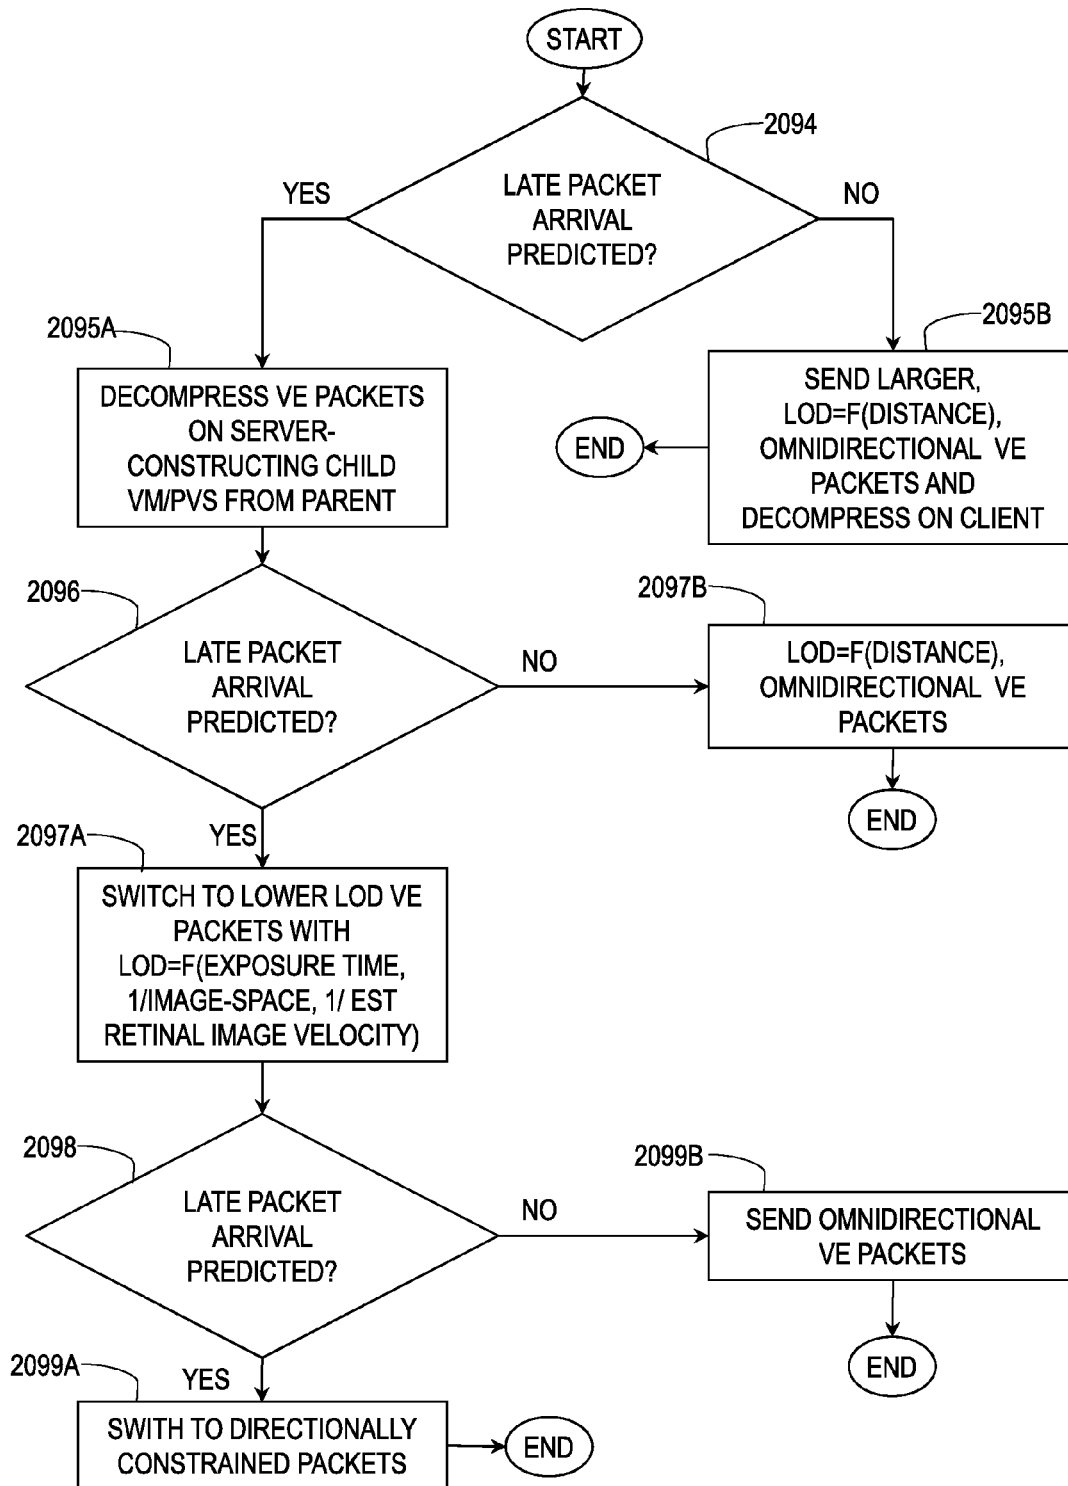 START
2094
LATE PACKET
ARRIVAL
PREDICTED?
YES
NO
2095A
DECOMPRESS VE PACKETS
ON SERVER-
CONSTRUCTING CHILD
VM/PVS FROM PARENT
2095B
SEND LARGER,
LOD=F(DISTANCE),
OMNIDIRECTIONAL VE
PACKETS AND
DECOMPRESS ON CLIENT
END
2096
LATE PACKET
ARRIVAL
PREDICTED?
NO
2097B
LOD=F(DISTANCE),
OMNIDIRECTIONAL VE
PACKETS
END
YES
2097A
SWITCH TO LOWER LOD VE
PACKETS WITH
LOD=F(EXPOSURE TIME,
1/IMAGE-SPACE, 1/ EST
RETINAL IMAGE VELOCITY)
2098
LATE PACKET
ARRIVAL
PREDICTED?
NO
2099B
SEND OMNIDIRECTIONAL
VE PACKETS
END
YES
2099A
SWITH TO DIRECTIONALLY
CONSTRAINED PACKETS
END